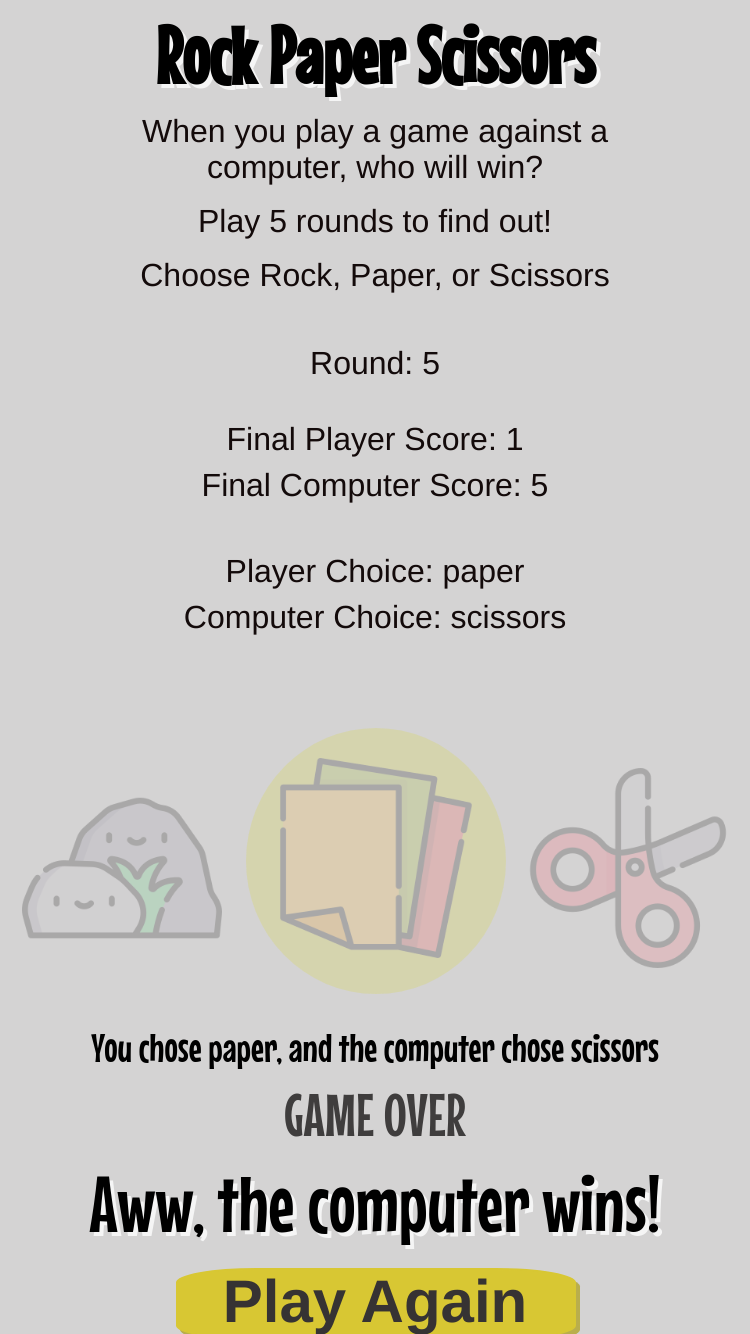 Rock Paper Scissors
When you play a game against a
computer, who will win?
Play 5 rounds to find out!
Choose Rock, Paper, or Scissors
Round: 5
Final Player Score: 1
Final Computer Score: 5
Player Choice: paper
Computer Choice: scissors
You chose paper, and the computer chose scissors
GAME OVER
Aww, the computer wins!
Play Again